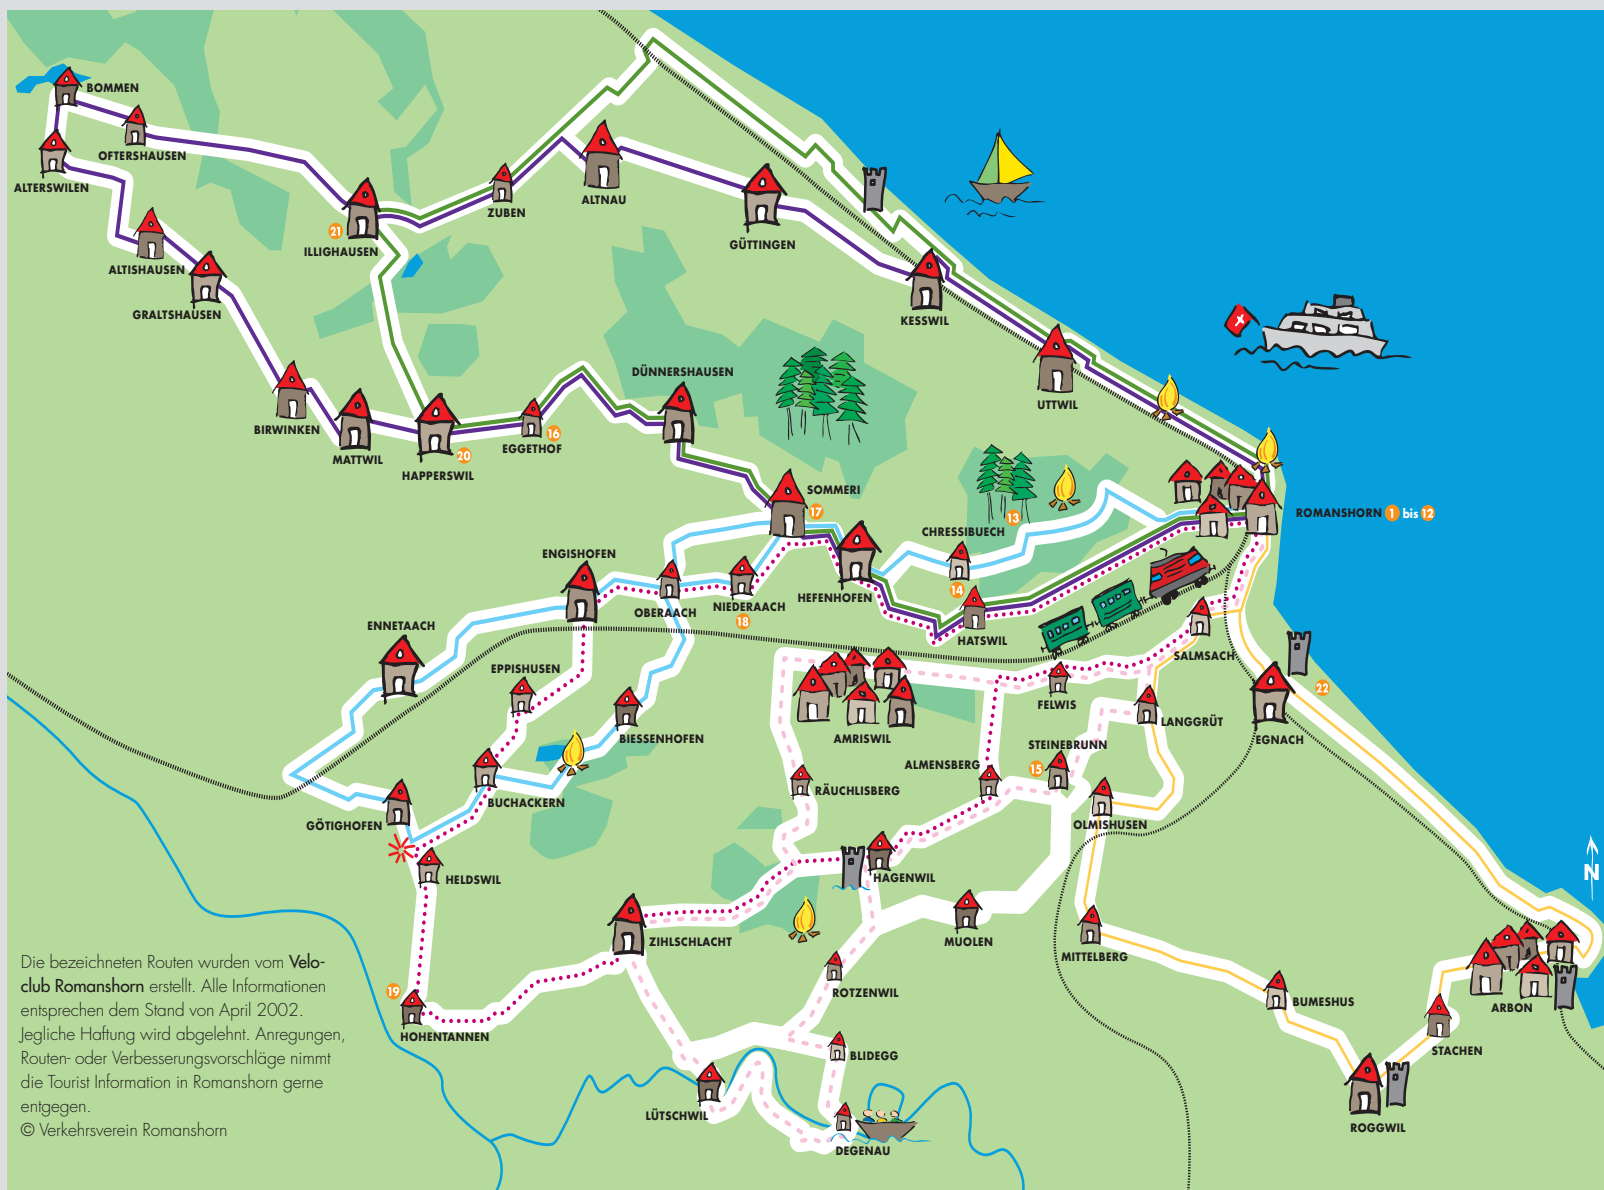 BOMMEN
OFTERSHAUSEN
ALTERSWILEN
ZUBEN
ALTNAU
21
ILLIGHAUSEN
GÜTTINGEN
ALTISHAUSEN
GRALTSHAUSEN
KESSWIL
DÜNNERSHAUSEN
UTTWIL
BIRWINKEN
MATTWIL
16
EGGETHOF
20
HAPPERSWIL
SOMMERI
17
13
CHRESSIBUECH
ROMANSHORN 1 bis 12
ENGISHOFEN
14
HEFENHOFEN
OBERAACH
NIEDERAACH
18
HATSWIL
ENNETAACH
SALMSACH
EPPISHUSEN
22
FELWIS
LANGGRÜT
EGNACH
BIESSENHOFEN
AMRISWIL
STEINEBRUNN
15
ALMENSBERG
RÄUCHLISBERG
BUCHACKERN
GÖTIGHOFEN
OLMISHUSEN
HELDSWIL
HAGENWIL
N
ZIHLSCHLACHT
MUOLEN
MITTELBERG
19
HOHENTANNEN
ROTZENWIL
BUMESHUS
ARBON
STACHEN
BLIDEGG
LÜTSCHWIL
DEGENAU
ROGGWIL
Die bezeichneten Routen wurden vom Velo-
club Romanshorn erstellt. Alle Informationen
entsprechen dem Stand von April 2002.
Jegliche Haftung wird abgelehnt. Anregungen,
Routen- oder Verbesserungsvorschläge nimmt
die Tourist Information in Romanshorn gerne
entgegen.
© Verkehrsverein Romanshorn